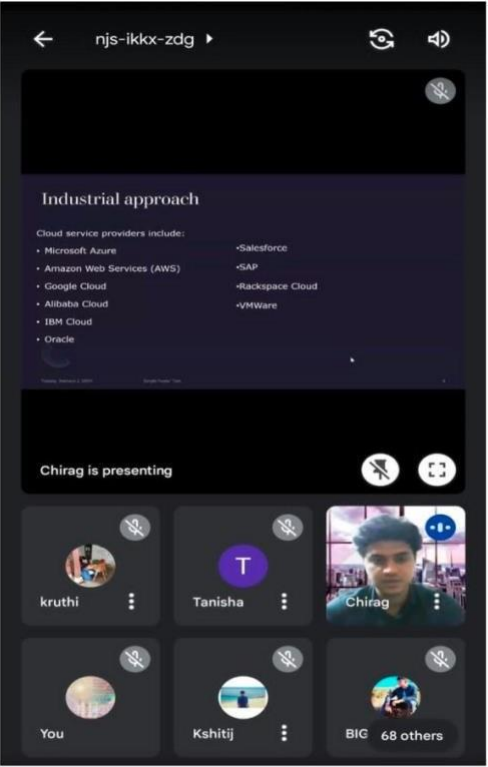 njs-ikkx-zdg
Industrial approach
Cloud service providers include:
• Microsoft Azure
• Amazon Web Services (AWS)
• Google Cloud
• Alibaba Cloud
• IBM Cloud
• Oracle
•Salesforce
•SAP
•Rackspace Cloud
•VMWare
Chirag is presenting
kruthi
T
Tanisha
Chirag
You
Kshitij
BIG
68 others